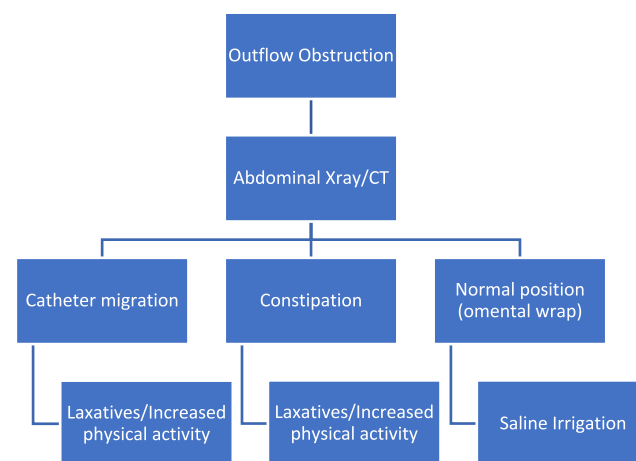 Outflow Obstruction
Abdominal Xray/CT
Catheter migration
Constipation
Normal position
(omental wrap)
Laxatives/Increased
physical activity
Laxatives/Increased
physical activity
Saline Irrigation